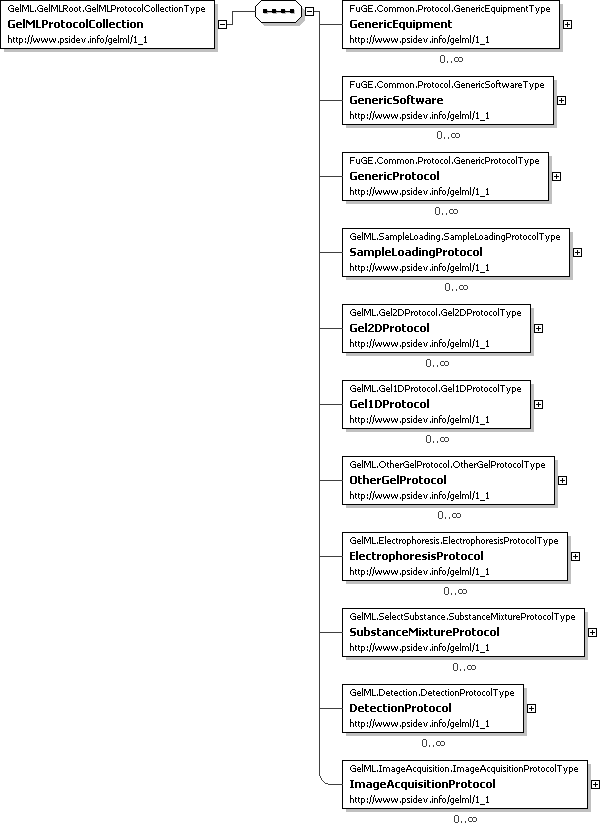 GelML.GelMLRoot.GelMLProtocolCollectionType
GelMLProtocolCollection
http://www.psidev.info/gelml/1_1
FuGE.Common.Protocol.GenericEquipmentType
GenericEquipment
http://www.psidev.info/gelml/1_1
0..∞
FuGE.Common.Protocol.GenericSoftwareType
GenericSoftware
http://www.psidev.info/gelml/1_1
0..∞
FuGE.Common.Protocol.GenericProtocolType
GenericProtocol
http://www.psidev.info/gelml/1_1
0..∞
GelML.SampleLoading.SampleLoadingProtocolType
SampleLoadingProtocol
http://www.psidev.info/gelml/1_1
0..∞
GelML.Gel2DProtocol.Gel2DProtocolType
Gel2DProtocol
http://www.psidev.info/gelml/1_1
0..∞
GelML.Gel1DProtocol.Gel1DProtocolType
Gel1DProtocol
http://www.psidev.info/gelml/1_1
0..∞
GelML.OtherGelProtocol.OtherGelProtocolType
OtherGelProtocol
http://www.psidev.info/gelml/1_1
0..∞
GelML.Electrophoresis.ElectrophoresisProtocolType
ElectrophoresisProtocol
http://www.psidev.info/gelml/1_1
0..∞
GelML.SelectSubstance.SubstanceMixtureProtocolType
SubstanceMixtureProtocol
http://www.psidev.info/gelml/1_1
0..∞
GelML.Detection.DetectionProtocolType
DetectionProtocol
http://www.psidev.info/gelml/1_1
0..∞
GelML.ImageAcquisition.ImageAcquisitionProtocolType
ImageAcquisitionProtocol
http://www.psidev.info/gelml/1_1
0..∞